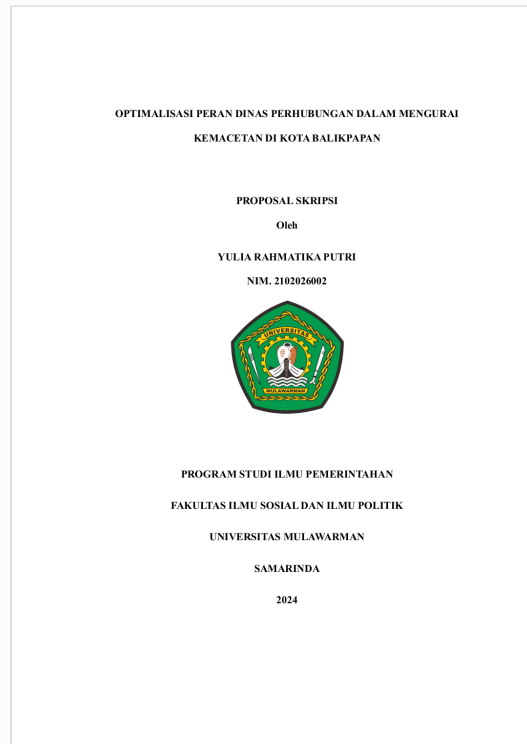 OPTIMALISASI PERAN DINAS PERHUBUNGAN DALAM MENGURAI
KEMACETAN DI KOTA BALIKPAPAN
PROPOSAL SKRIPSI
Oleh
YULIA RAHMATIKA PUTRI
NIM. 2102026002
UNIVERSITAS
MULAWARMAN
PROGRAM STUDI ILMU PEMERINTAHAN
FAKULTAS ILMU SOSIAL DAN ILMU POLITIK
UNIVERSITAS MULAWARMAN
SAMARINDA
2024